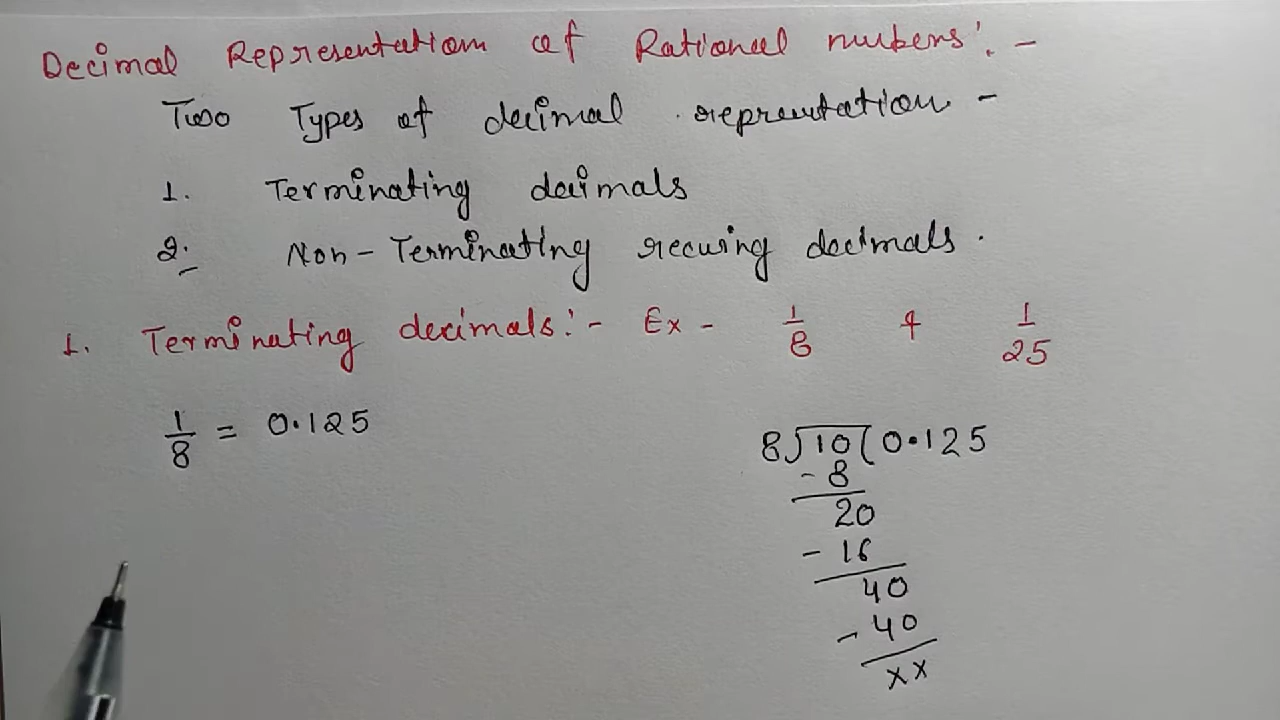 Decimal Representation of Rational numbers :-
Two Types of decimal repreutation -
1. Terminating decimals
2. Non-Terminating recuring decimals.
1. Terminating decimals :- Ex - 1/8 & 1/25
1/8 = 0.125
8)10(0.125
-8
20
-16
40
-40
xx